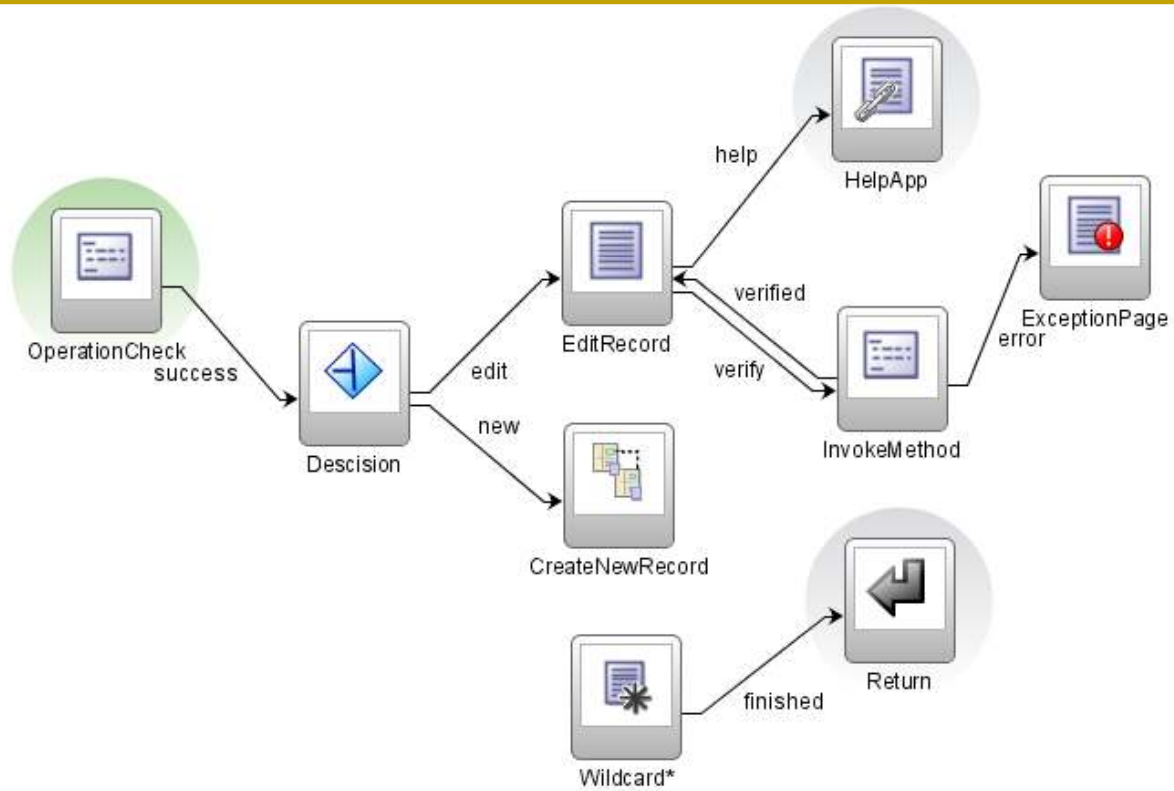 help
HelpApp
OperationCheck
success
edit
EditRecord
verified
verify
ExceptionPage
error
new
Descision
InvokeMethod
CreateNewRecord
Return
finished
Wildcard*